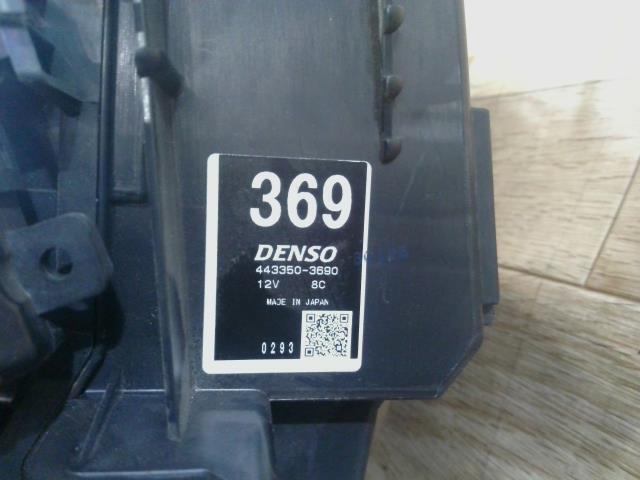 369
DENSO
443350-3690
12V 8C
MADE IN JAPAN
0293